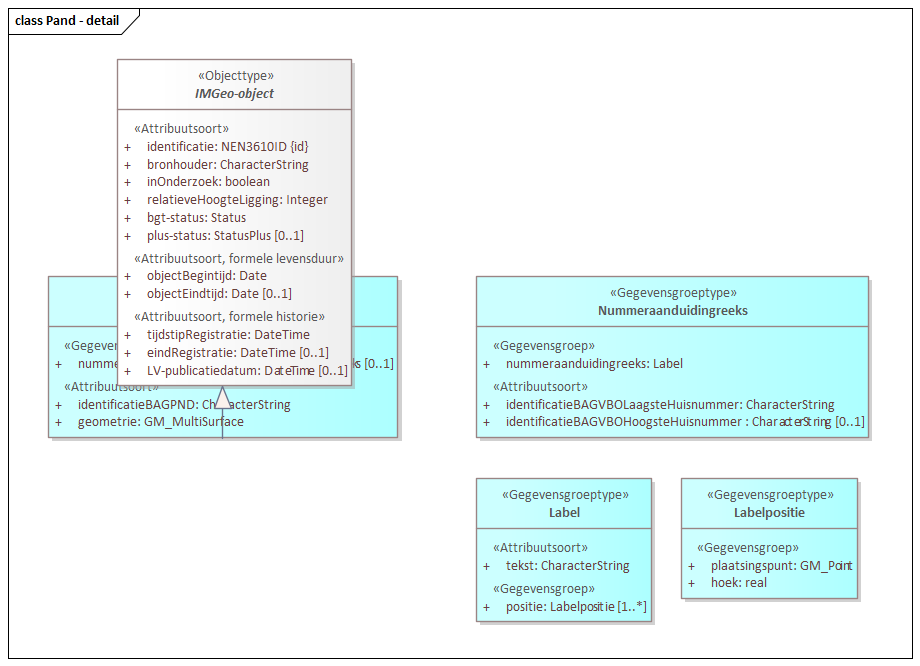 class Pand - detail
«Objecttype»
IMGeo-object
«Attribuutsoort»
+ identificatie: NEN3610ID {id}
+ bronhouder: CharacterString
+ inOnderzoek: boolean
+ relatieveHoogteLigging: Integer
+ bgt-status: Status
+ plus-status: StatusPlus [0..1]
«Attribuutsoort, formele levensduur»
+ objectBegintijd: Date
+ objectEindtijd: Date [0..1]
«Attribuutsoort, formele historie»
+ tijdstipRegistratie: DateTime
+ eindRegistratie: DateTime [0..1]
+ LV-publicatiedatum: DateTime [0..1]
[0..1]
«Attribuutsoort»
+ identificatieBAGPND: CharacterString
+ geometrie: GM_MultiSurface
«Gegevensgroeptype»
Nummeraanduidingreeks
«Gegevensgroep»
+ nummeraanduidingreeks: Label
«Attribuutsoort»
+ identificatieBAGVBOLaagsteHuisnummer: CharacterString
+ identificatieBAGVBOHoogsteHuisnummer : CharacterString [0..1]
«Gegevensgroeptype»
Label
«Attribuutsoort»
+ tekst: CharacterString
«Gegevensgroep»
+ positie: Labelpositie [1..*]
«Gegevensgroeptype»
Labelpositie
«Gegevensgroep»
+ plaatsingspunt: GM_Point
+ hoek: real